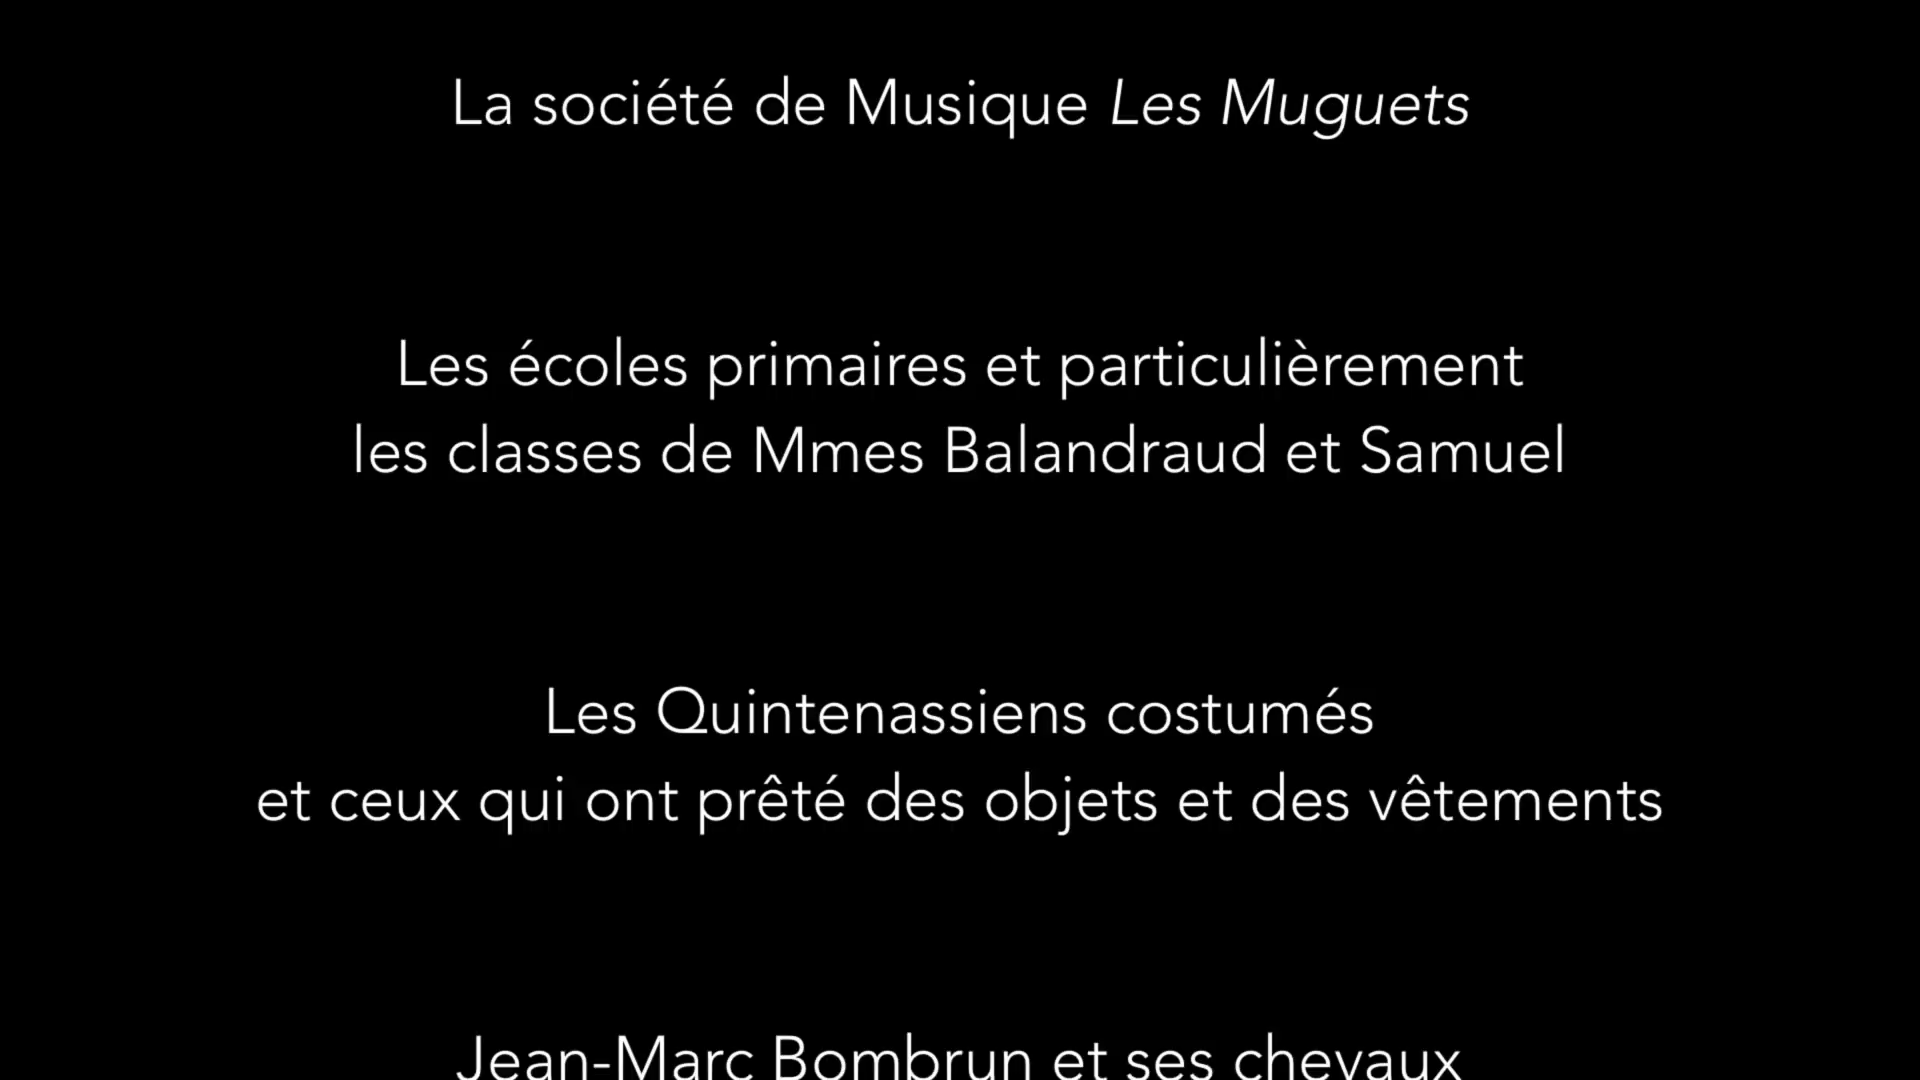 La société de Musique Les Muguets
Les écoles primaires et particulièrement
les classes de Mmes Balandraud et Samuel
Les Quintenassiens costumés
et ceux qui ont prêté des objets et des vêtements
Jean-Marc Bombrun et ses chevaux